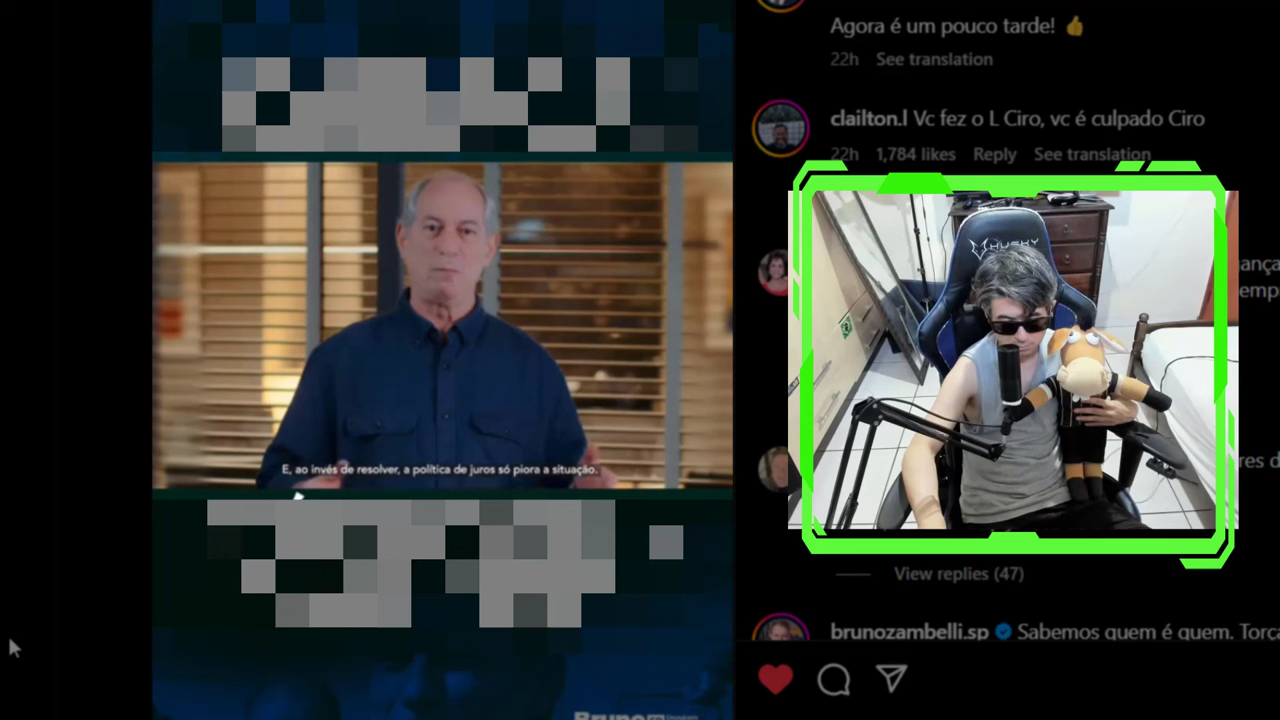 Agora é um pouco tarde! 👍
22h See translation
clailton.l Vc fez o L Ciro, vc é culpado Ciro
22h 1,784 likes Reply See translation
HUSKY
E, ao invés de resolver, a política de juros só piora a situação.
View replies (47)
brunozambelli.sp Sabemos quem é quem.